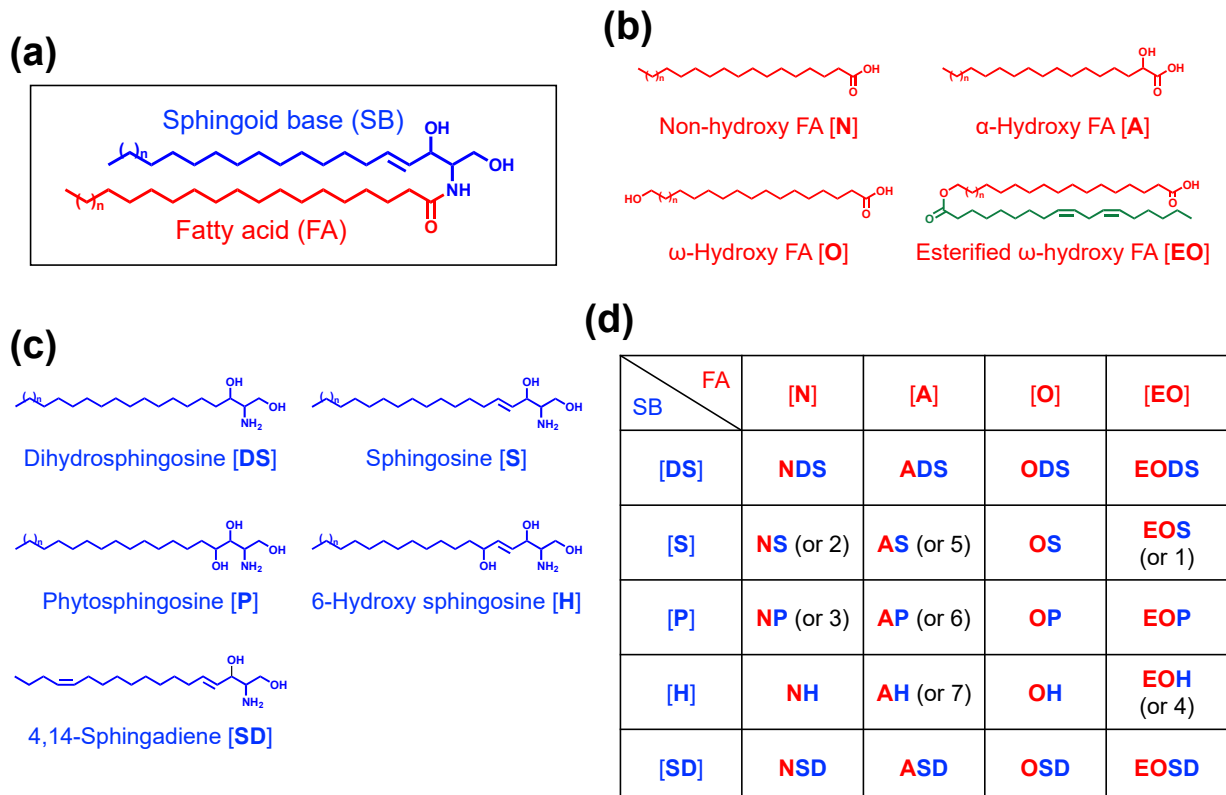 (a)
Sphingoid base (SB)
OH
OH
( )n
NH
( )n
O
Fatty acid (FA)
(b)
( )n
OH
O
Non-hydroxy FA [N]
OH
( )n
OH
O
α-Hydroxy FA [A]
HO
( )n
OH
O
ω-Hydroxy FA [O]
O
( )n
OH
O
O
Esterified ω-hydroxy FA [EO]
(c)
( )n
OH
OH
NH2
Dihydrosphingosine [DS]
( )n
OH
OH
NH2
Sphingosine [S]
( )n
OH
OH
OH
NH2
Phytosphingosine [P]
( )n
OH
OH
OH
NH2
6-Hydroxy sphingosine [H]
OH
OH
NH2
4,14-Sphingadiene [SD]
(d)
FA
SB
[N] [A] [O] [EO]
[DS] NDS ADS ODS EODS
[S] NS (or 2) AS (or 5) OS EOS
(or 1)
[P] NP (or 3) AP (or 6) OP EOP
[H] NH AH (or 7) OH EOH
(or 4)
[SD] NSD ASD OSD EOSD